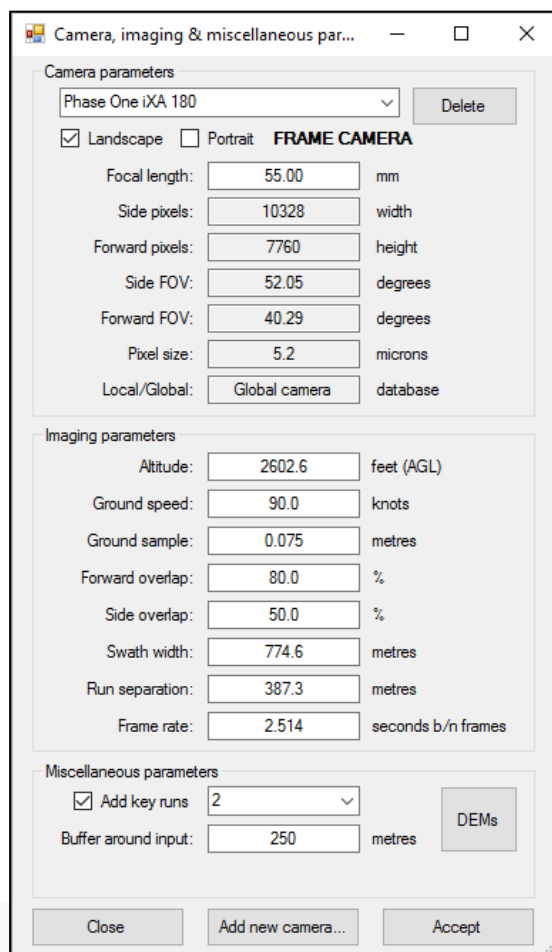 Camera, imaging & miscellaneous par...
Camera parameters
Phase One iXA 180
Delete
Landscape Portrait FRAME CAMERA
Focal length: 55.00 mm
Side pixels: 10328 width
Forward pixels: 7760 height
Side FOV: 52.05 degrees
Forward FOV: 40.29 degrees
Pixel size: 5.2 microns
Local/Global: Global camera database
Imaging parameters
Altitude: 2602.6 feet (AGL)
Ground speed: 90.0 knots
Ground sample: 0.075 metres
Forward overlap: 80.0 %
Side overlap: 50.0 %
Swath width: 774.6 metres
Run separation: 387.3 metres
Frame rate: 2.514 seconds b/n frames
Miscellaneous parameters
Add key runs 2
DEMs
Buffer around input: 250 metres
Close Add new camera... Accept